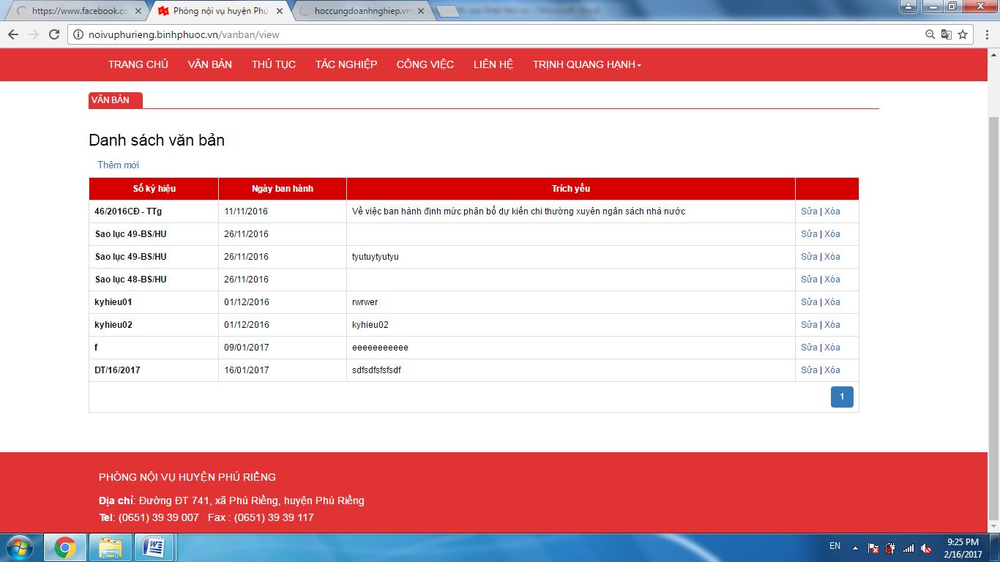 https://www.facebook.co
Phòng nội vụ huyện Phú
hoccungdoanhnghiep.vn
noivuphurieng.binhphuoc.vn/vanban/view
TRANG CHỦ VĂN BẢN THỦ TỤC TÁC NGHIỆP CÔNG VIỆC LIÊN HỆ TRỊNH QUANG HẠNH
VĂN BẢN
Danh sách văn bản
Thêm mới
Số ký hiệu Ngày ban hành Trích yếu
46/2016CĐ - TTg 11/11/2016 Về việc ban hành định mức phân bổ dự kiến chi thường xuyên ngân sách nhà nước Sửa | Xóa
Sao lục 49-BS/HU 26/11/2016 Sửa | Xóa
Sao lục 49-BS/HU 26/11/2016 tyutuytyutyu Sửa | Xóa
Sao lục 48-BS/HU 26/11/2016 Sửa | Xóa
kyhieu01 01/12/2016 rwrwer Sửa | Xóa
kyhieu02 01/12/2016 kyhieu02 Sửa | Xóa
f 09/01/2017 eeeeeeeeeee Sửa | Xóa
DT/16/2017 16/01/2017 sdfsdfsfsfsdf Sửa | Xóa
1
PHÒNG NỘI VỤ HUYỆN PHÚ RIỀNG
Địa chỉ: Đường ĐT 741, xã Phú Riềng, huyện Phú Riềng
Tel: (0651) 39 39 007 Fax : (0651) 39 39 117
EN
9:25 PM
2/16/2017